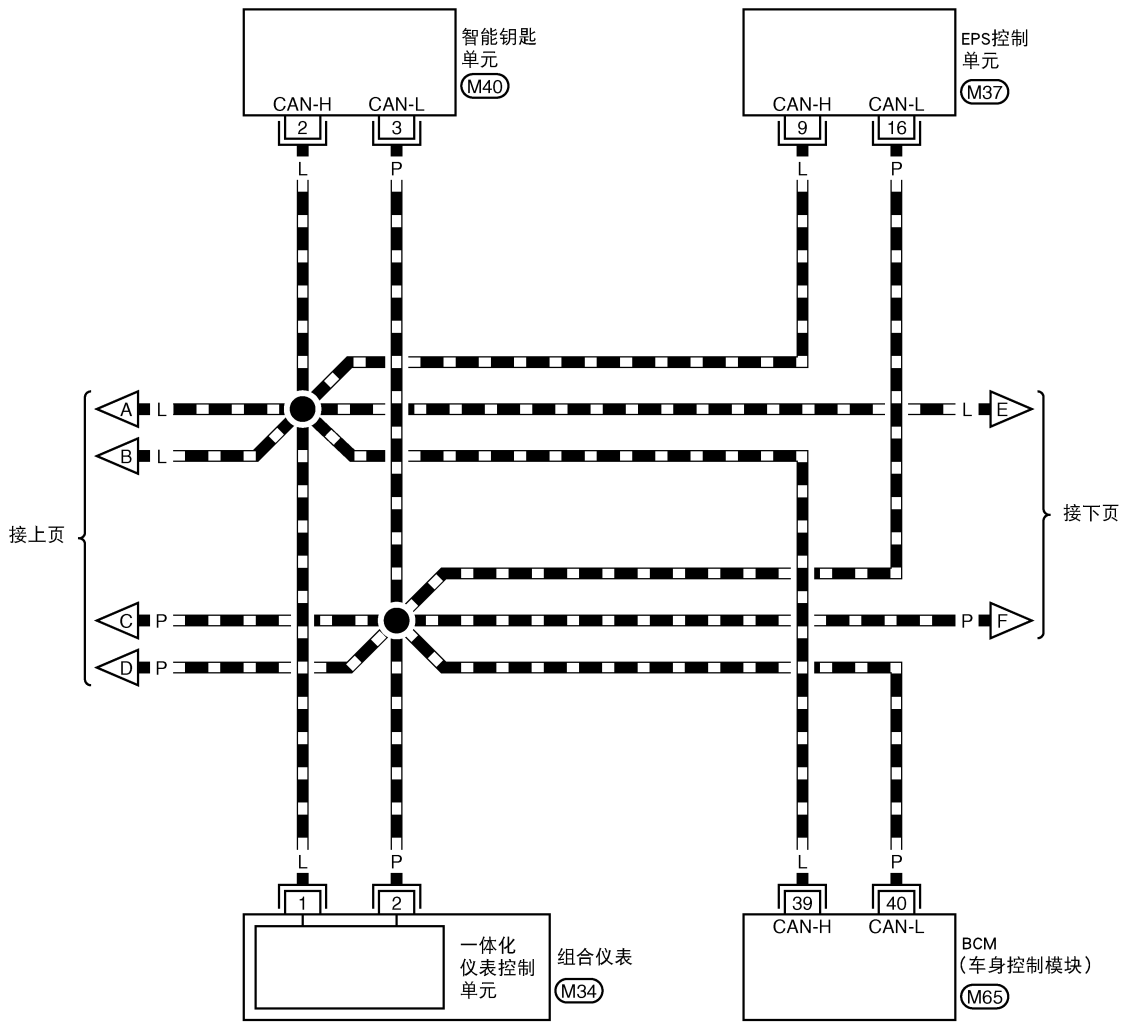 智能钥匙
单元
M40
CAN-H CAN-L
2 3
L P
EPS控制
单元
M37
CAN-H CAN-L
9 16
L P
A L
B L
L E
接上页
接下页
C P
D P
P F
L P
1 2
一体化
仪表控制
单元
组合仪表
M34
L P
39 40
CAN-H CAN-L
BCM
(车身控制模块)
M65